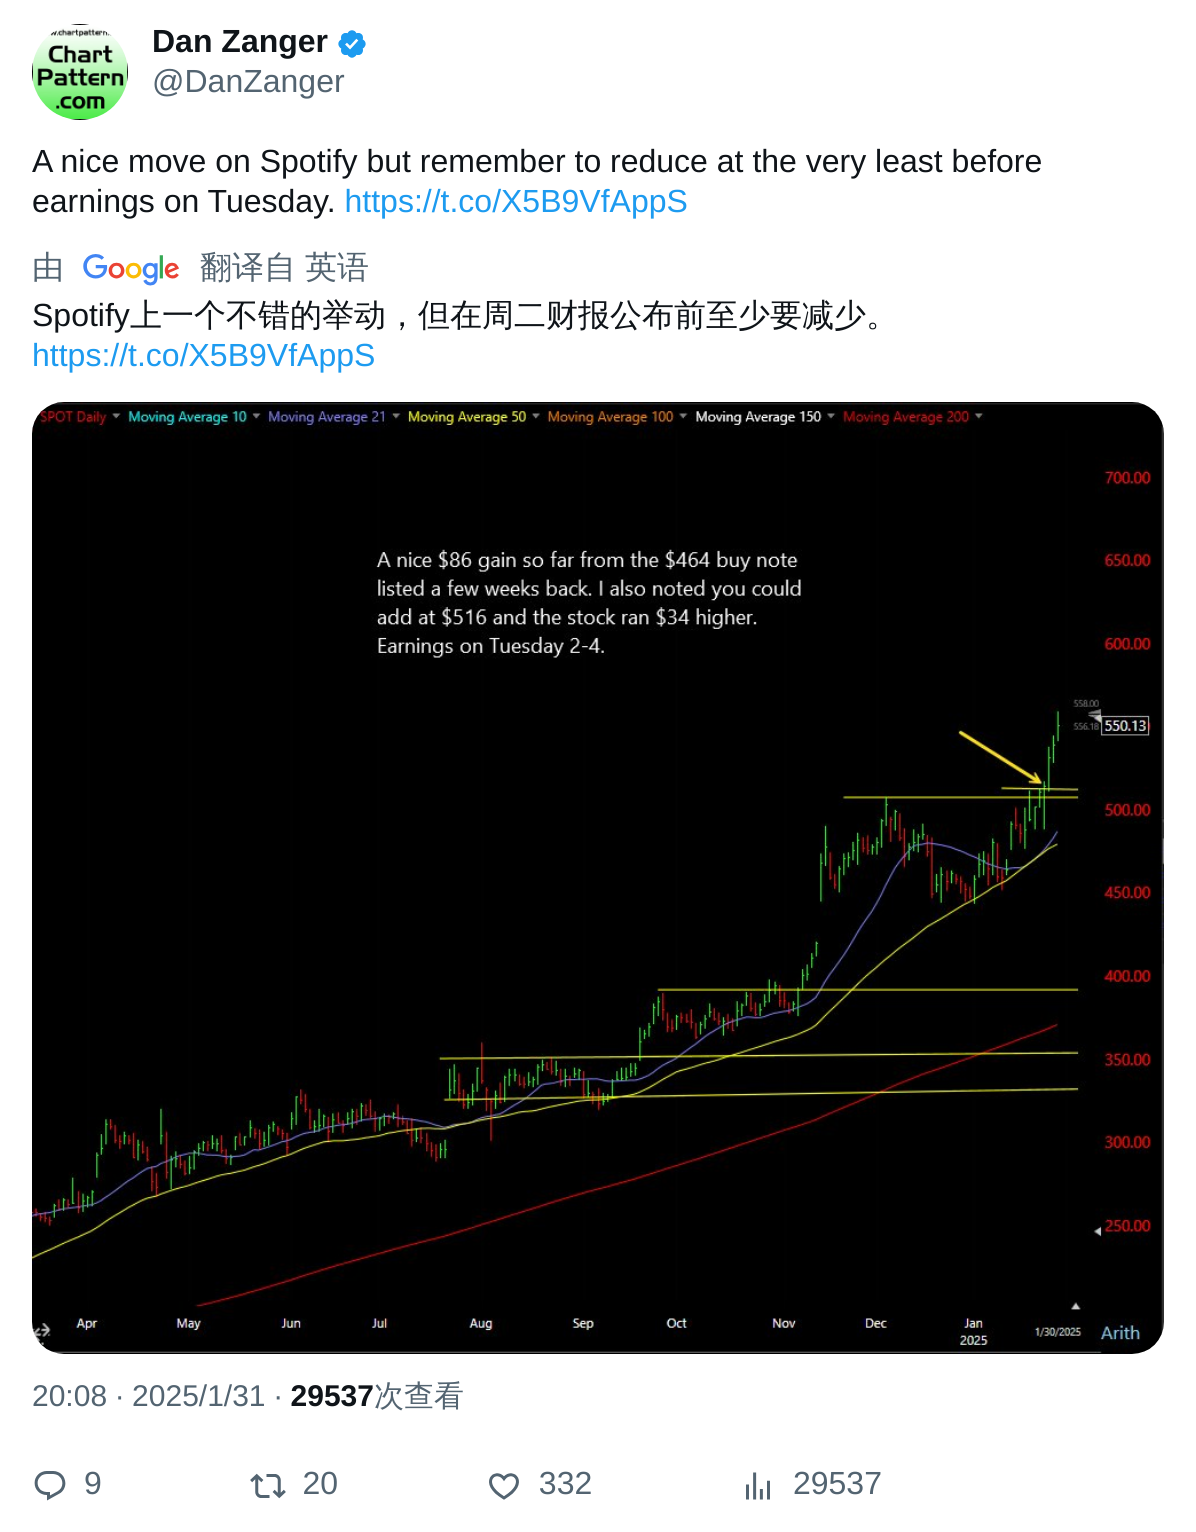 w.chartpattern.
Chart
Pattern
.com
Dan Zanger
@DanZanger
A nice move on Spotify but remember to reduce at the very least before
earnings on Tuesday. https://t.co/X5B9VfAppS
由 Google 翻译自 英语
Spotify上一个不错的举动，但在周二财报公布前至少要减少。
https://t.co/X5B9VfAppS
SPOT Daily Moving Average 10 Moving Average 21 Moving Average 50 Moving Average 100 Moving Average 150 Moving Average 200
700.00
A nice $86 gain so far from the $464 buy note
listed a few weeks back. I also noted you could
add at $516 and the stock ran $34 higher.
Earnings on Tuesday 2-4.
650.00
600.00
558.00
556.18
550.13
500.00
450.00
400.00
350.00
300.00
250.00
Apr May Jun Jul Aug Sep Oct Nov Dec Jan
2025
1/30/2025
Arith
20:08 · 2025/1/31 · 29537次查看
9 20 332 29537